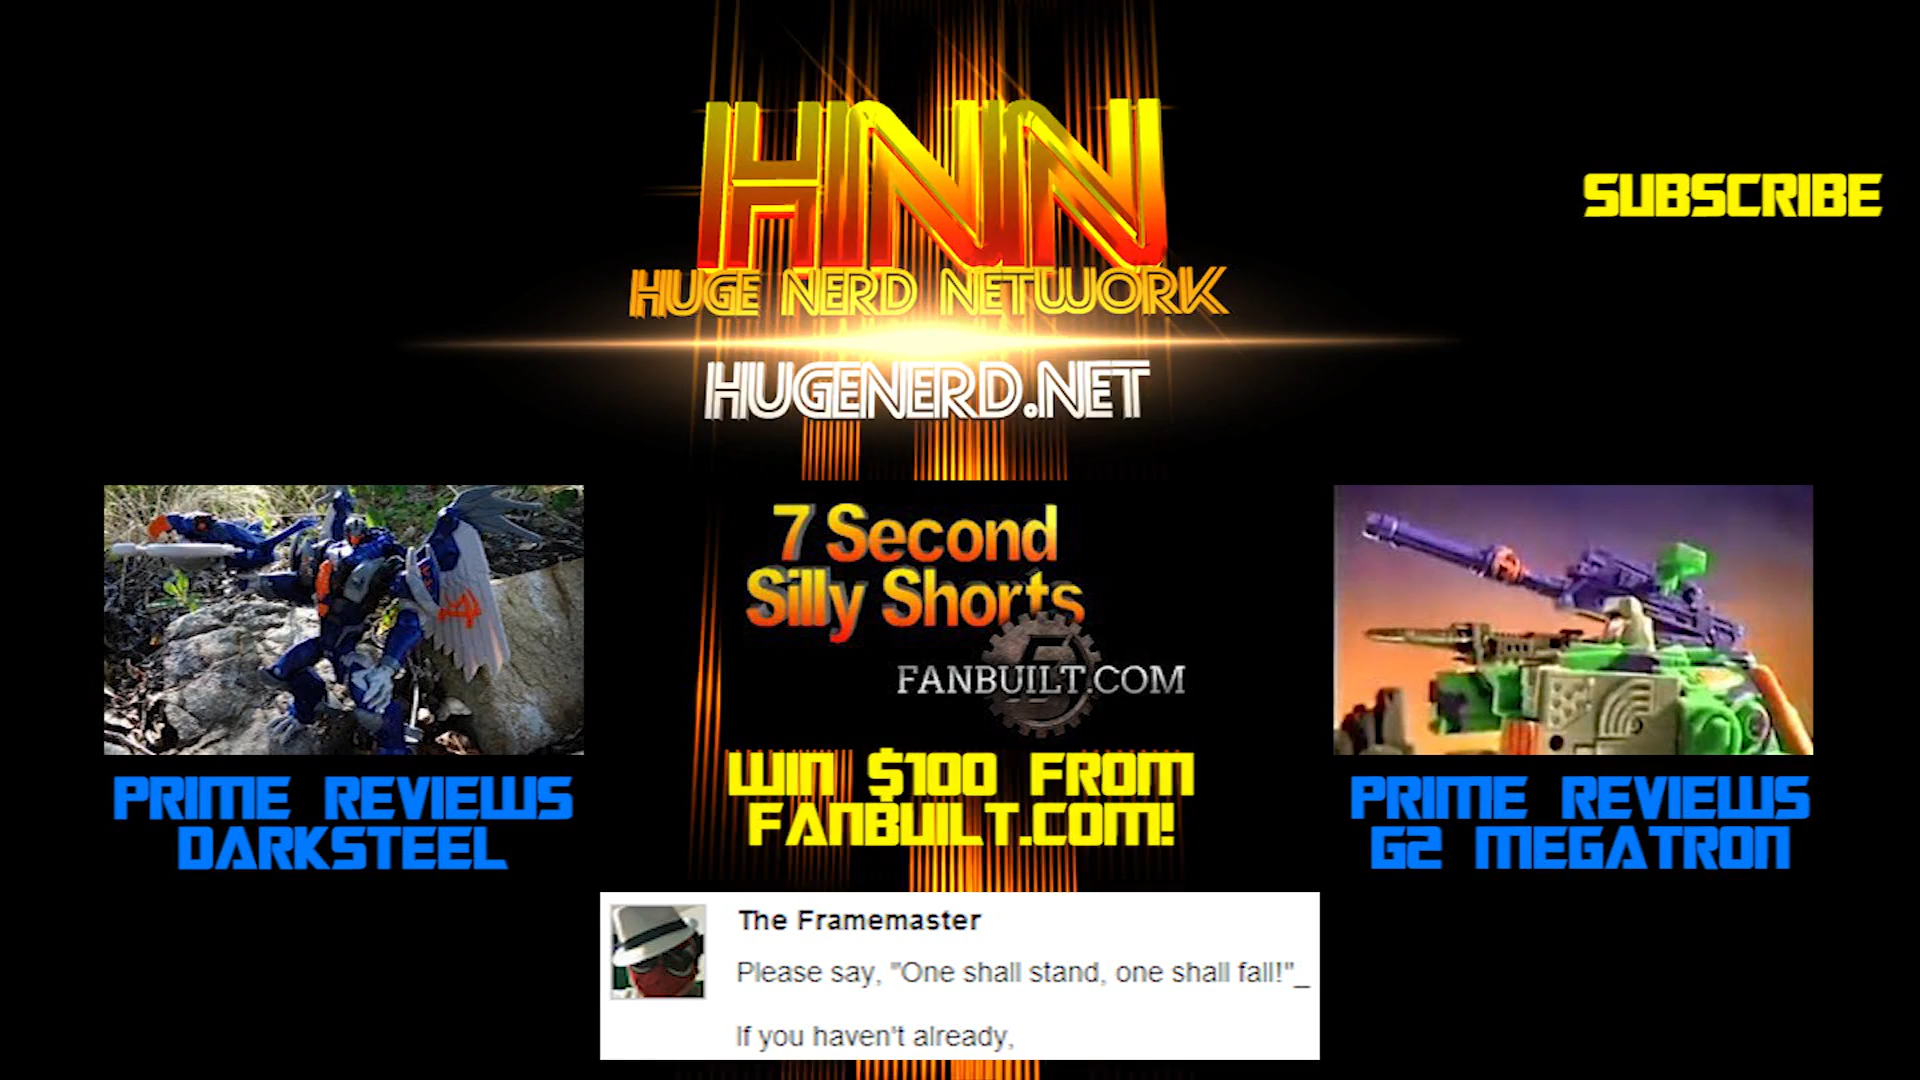 HNN
HUGE NERD NETWORK
HUGENERD.NET
SUBSCRIBE
7 Second
Silly Shorts
FANBUILT.COM
WIN $100 FROM
FANBUILT.COM!
PRIME REVIEWS
DARKSTEEL
PRIME REVIEWS
G2 MEGATRON
The Framemaster
Please say, "One shall stand, one shall fall!"_
If you haven't already,